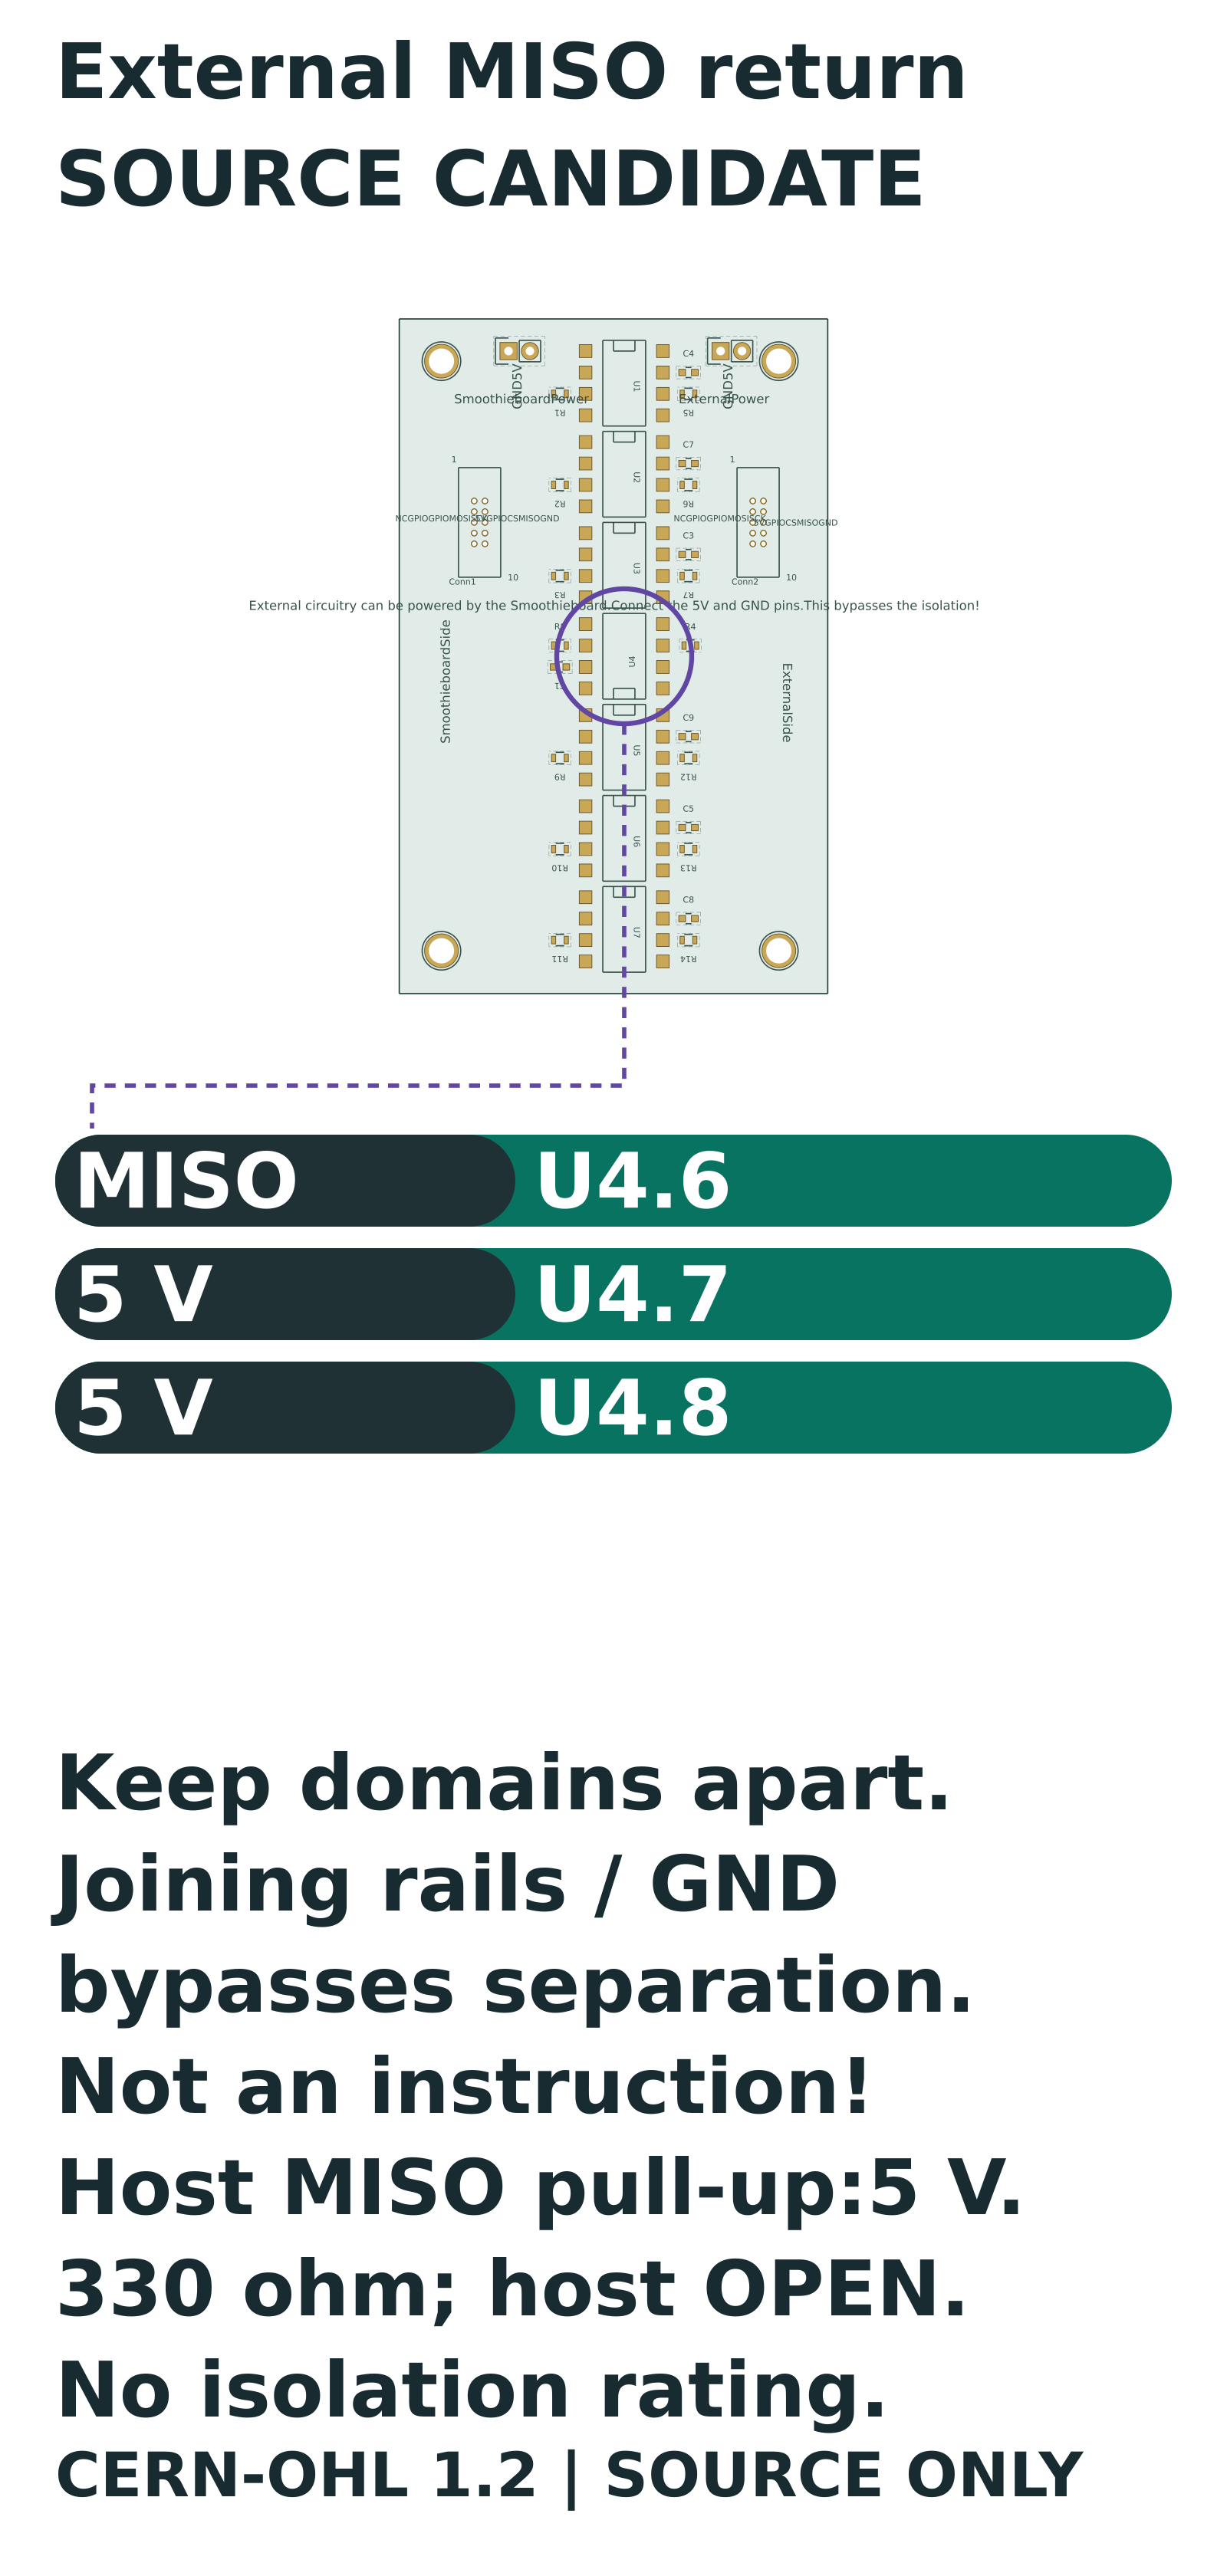 External MISO return
SOURCE CANDIDATE
C4
U1
GND5V
GND5V
SmoothieboardPower
ExternalPower
R1
R5
C7
1
1
U2
R2
R6
NCGPIOGPIOMOSISCK
5VGPIOCSMISOGND
NCGPIOGPIOMOSISCK
5VGPIOCSMISOGND
C3
U3
Conn1
10
Conn2
10
R3
R7
External circuitry can be powered by the Smoothieboard.Connect the 5V and GND pins.This bypasses the isolation!
R4
U4
SmoothieboardSide
ExternalSide
C9
U5
R9
R12
C5
U6
R10
R13
C8
U7
R11
R14
MISO U4.6
5 V U4.7
5 V U4.8
Keep domains apart.
Joining rails / GND
bypasses separation.
Not an instruction!
Host MISO pull-up:5 V.
330 ohm; host OPEN.
No isolation rating.
CERN-OHL 1.2 | SOURCE ONLY